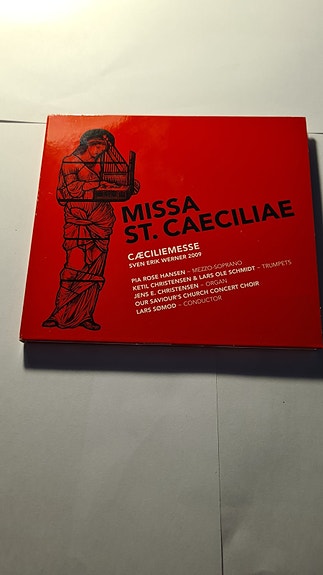 MISSA
ST. CAECILIAE
CÆCILIEMESSE
SVEN ERIK WERNER 2009
PIA ROSE HANSEN – MEZZO-SOPRANO
KETIL CHRISTENSEN & LARS OLE SCHMIDT – TRUMPETS
JENS E. CHRISTENSEN – ORGAN
OUR SAVIOUR'S CHURCH CONCERT CHOIR
LARS SØMOD – CONDUCTOR